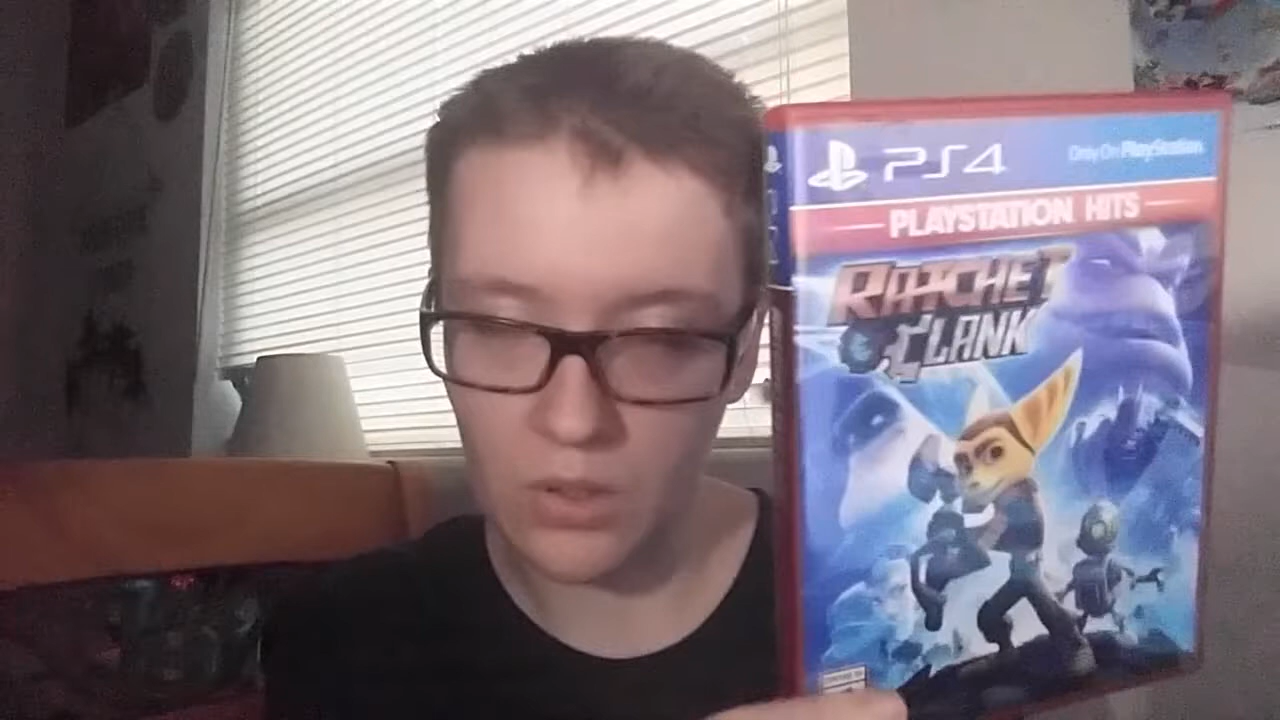 PS4
Only On PlayStation
PLAYSTATION HITS
RATCHET
CLANK